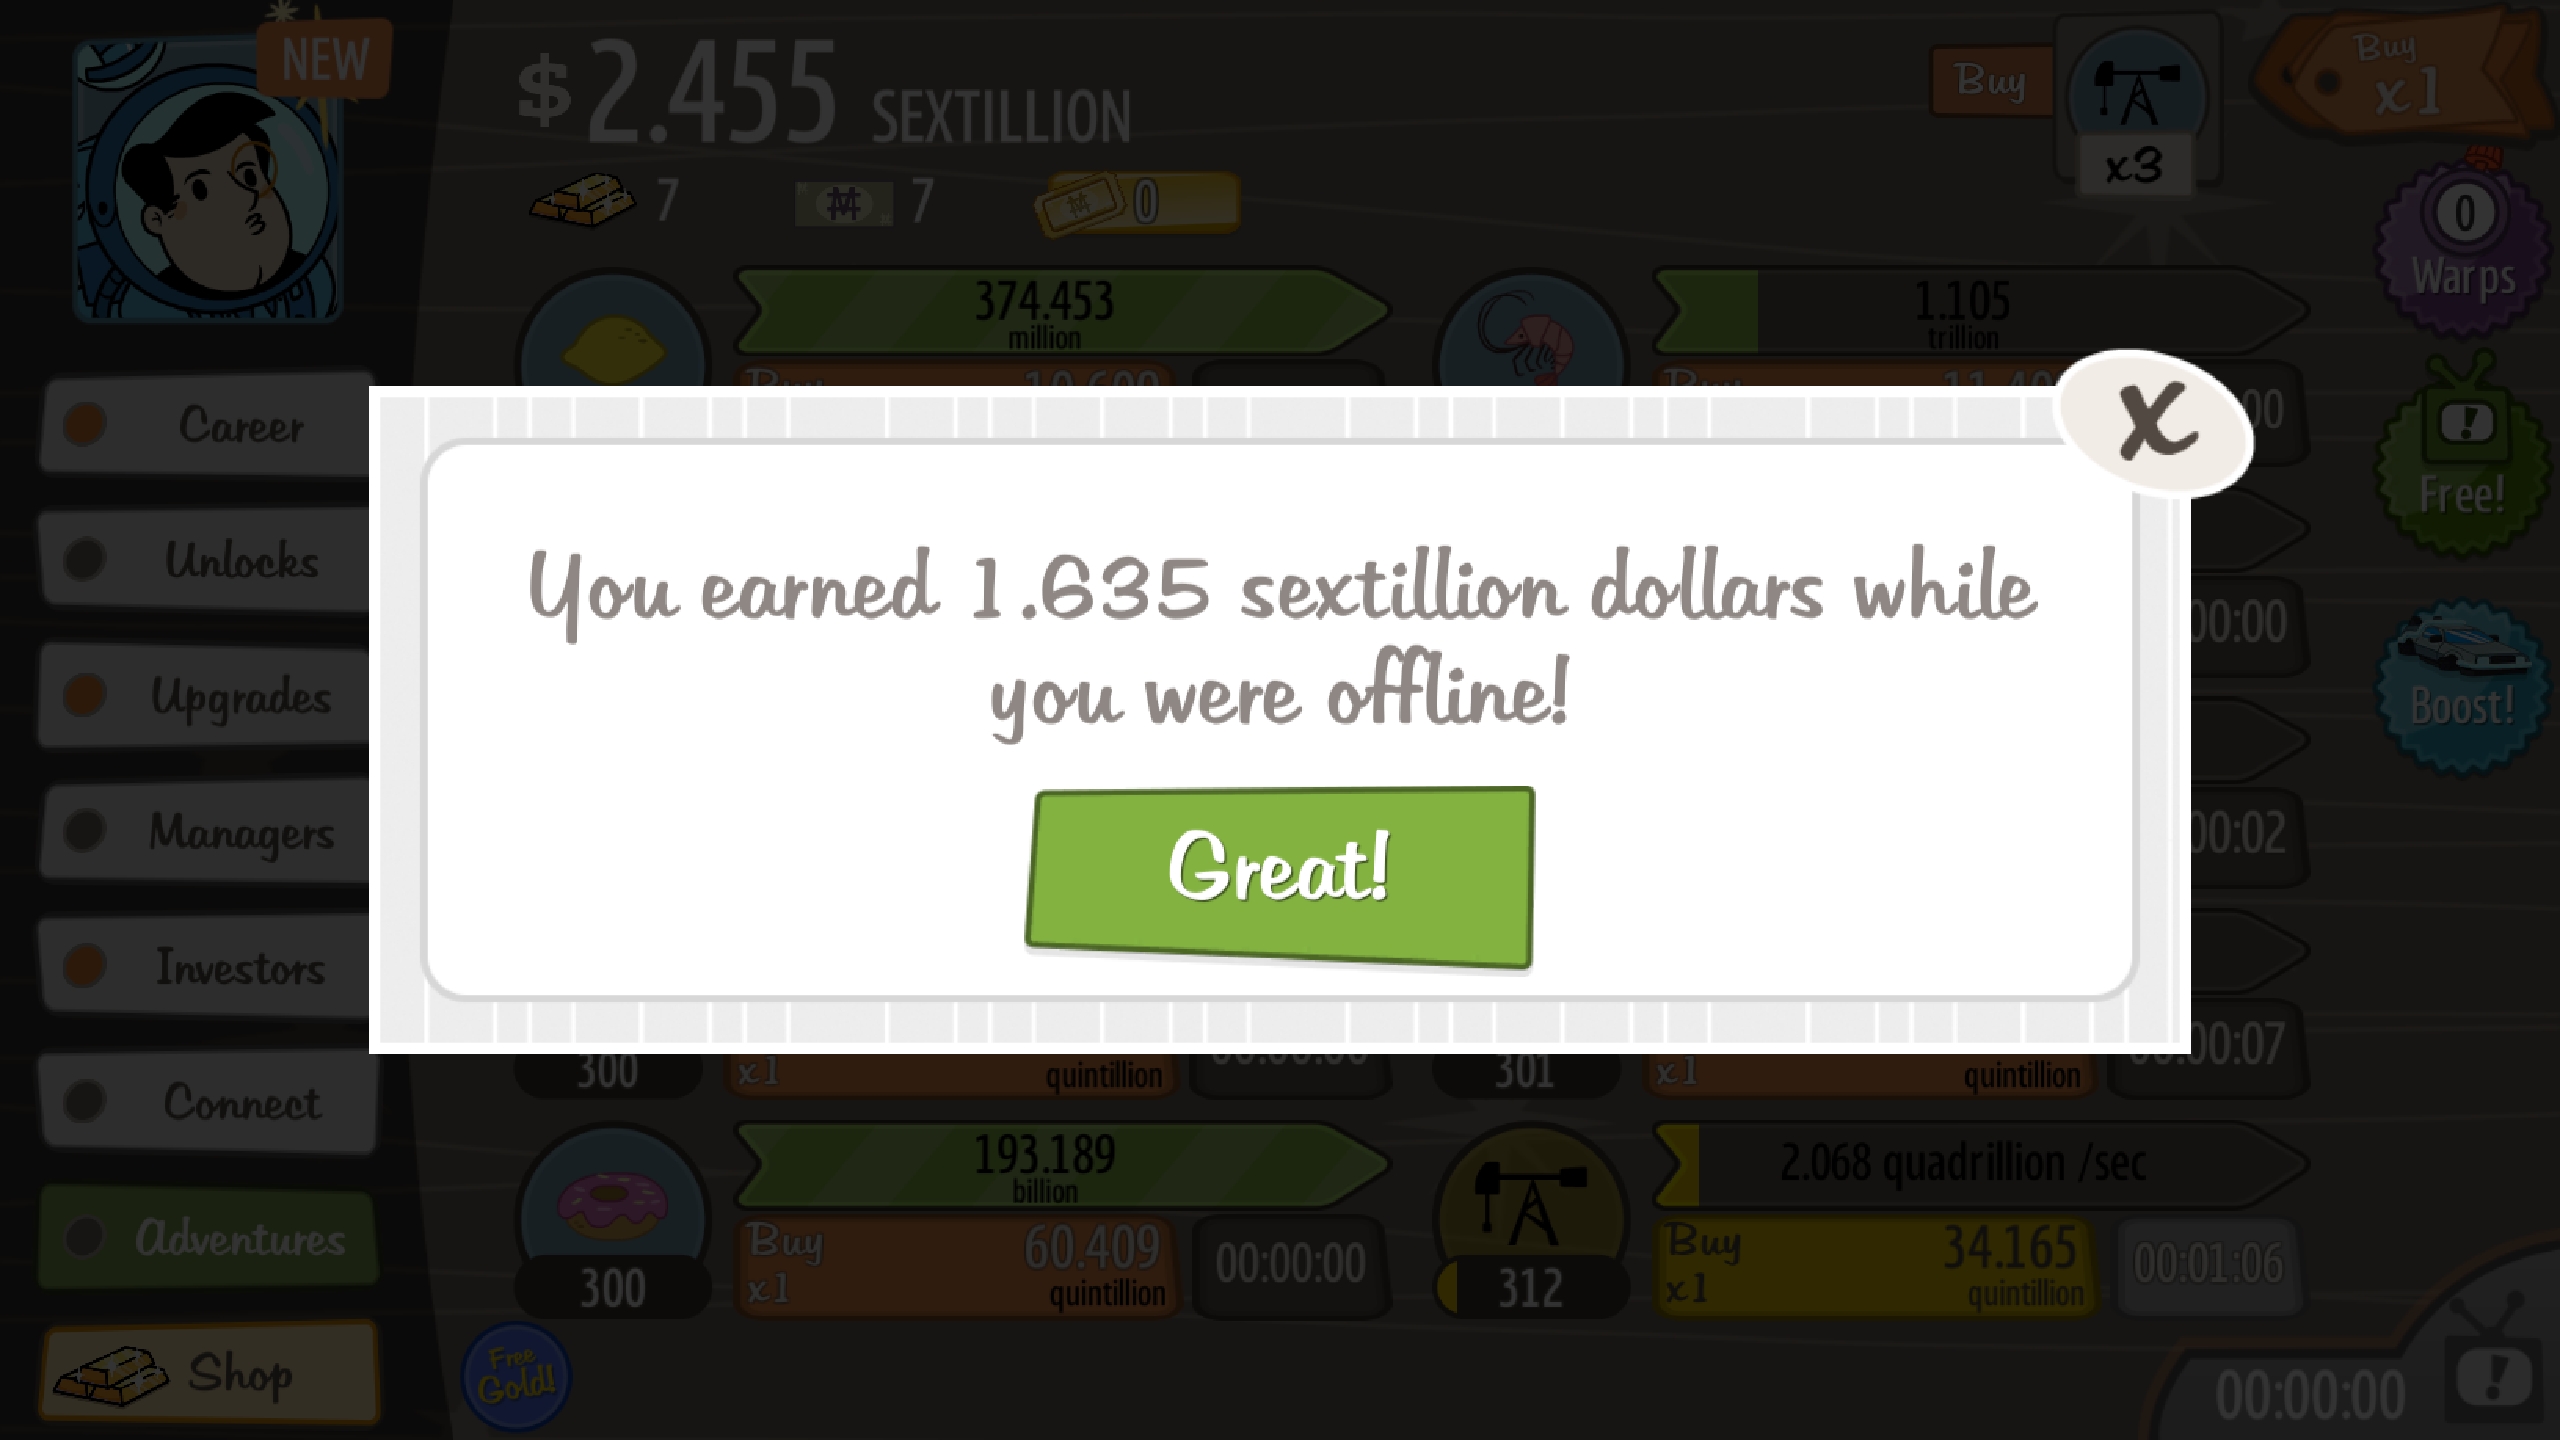 NEW
$2.455 SEXTILLION
7 7 0
Buy
x3
Buy
x1
0
Warps
374.453
million
1.105
trillion
Career
Unlocks
Upgrades
Managers
Investors
Connect
Adventures
Shop
You earned 1.635 sextillion dollars while
you were offline!
Great!
X
Free!
Boost!
00:00
00:02
00:07
300
x1
quintillion
301
x1
quintillion
193.189
billion
Buy 60.409
x1 quintillion
00:00:00
300
2.068 quadrillion /sec
Buy 34.165
x1 quintillion
00:01:06
312
Free
Gold!
00:00:00